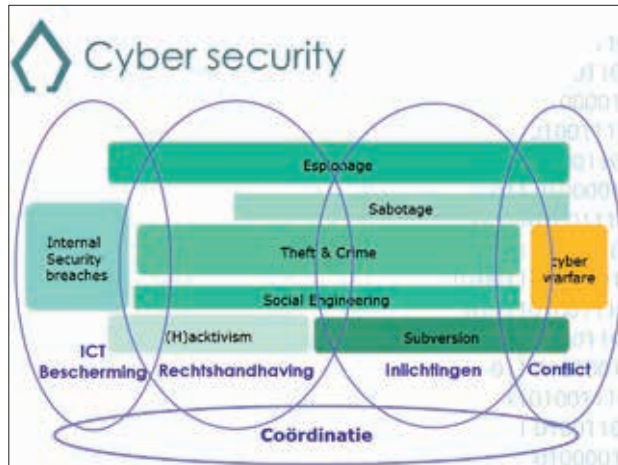 Cyber security
Espionage
Sabotage
Internal
Security
breaches
Theft & Crime
cyber
warfare
Social Engineering
(H)acktivism
Subversion
ICT
Bescherming
Rechtshandhaving
Inlichtingen
Conflict
Coördinatie